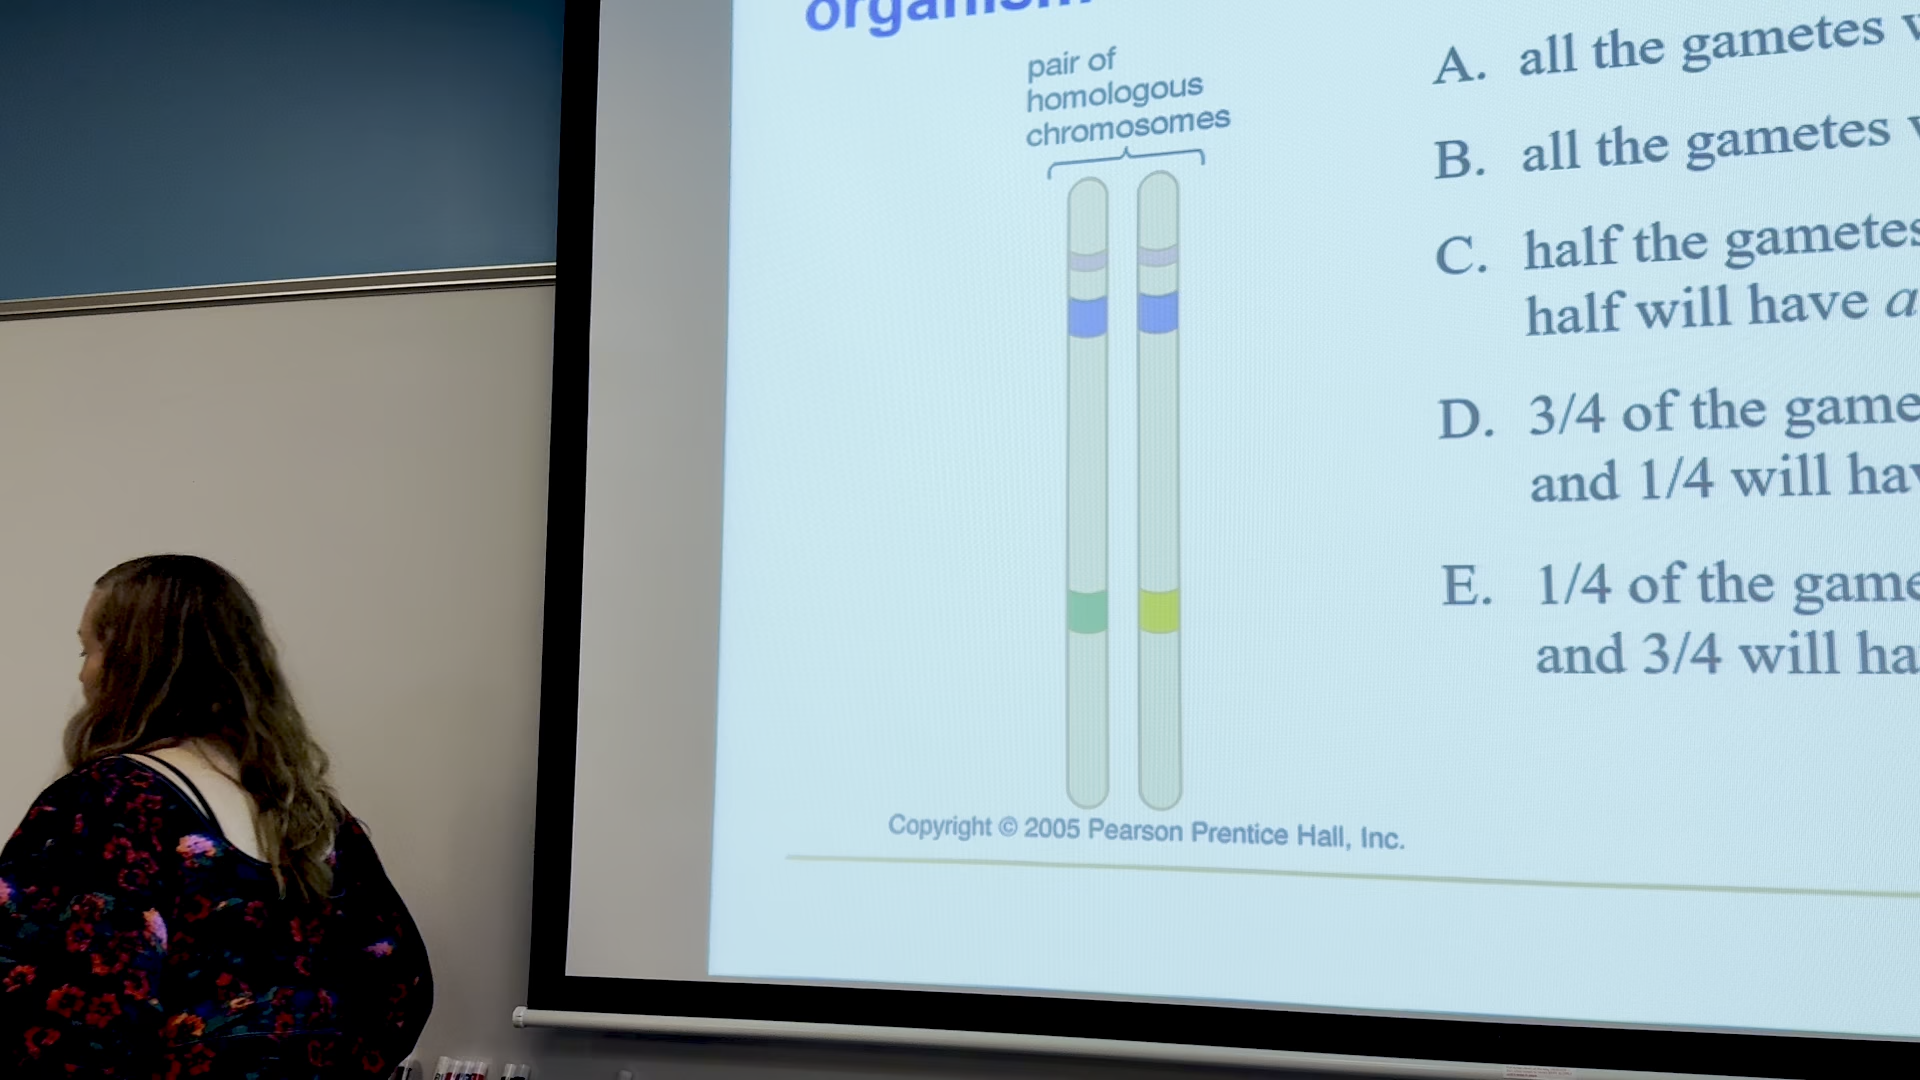 pair of
homologous
chromosomes
A. all the gametes
B. all the gametes
C. half the gametes
half will have a
D. 3/4 of the game
and 1/4 will hav
E. 1/4 of the game
and 3/4 will ha
Copyright © 2005 Pearson Prentice Hall, Inc.